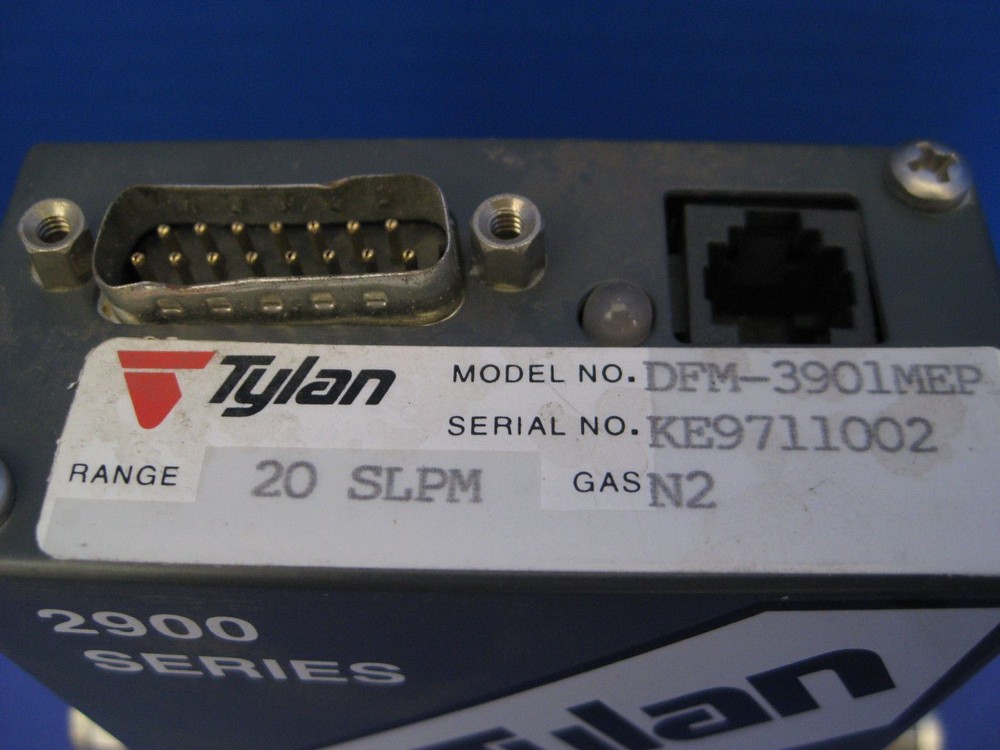 Tylan
MODEL NO. DFM-3901MEP
SERIAL NO. KE9711002
RANGE 20 SLPM GAS N2
2900
SERIES
Tylan